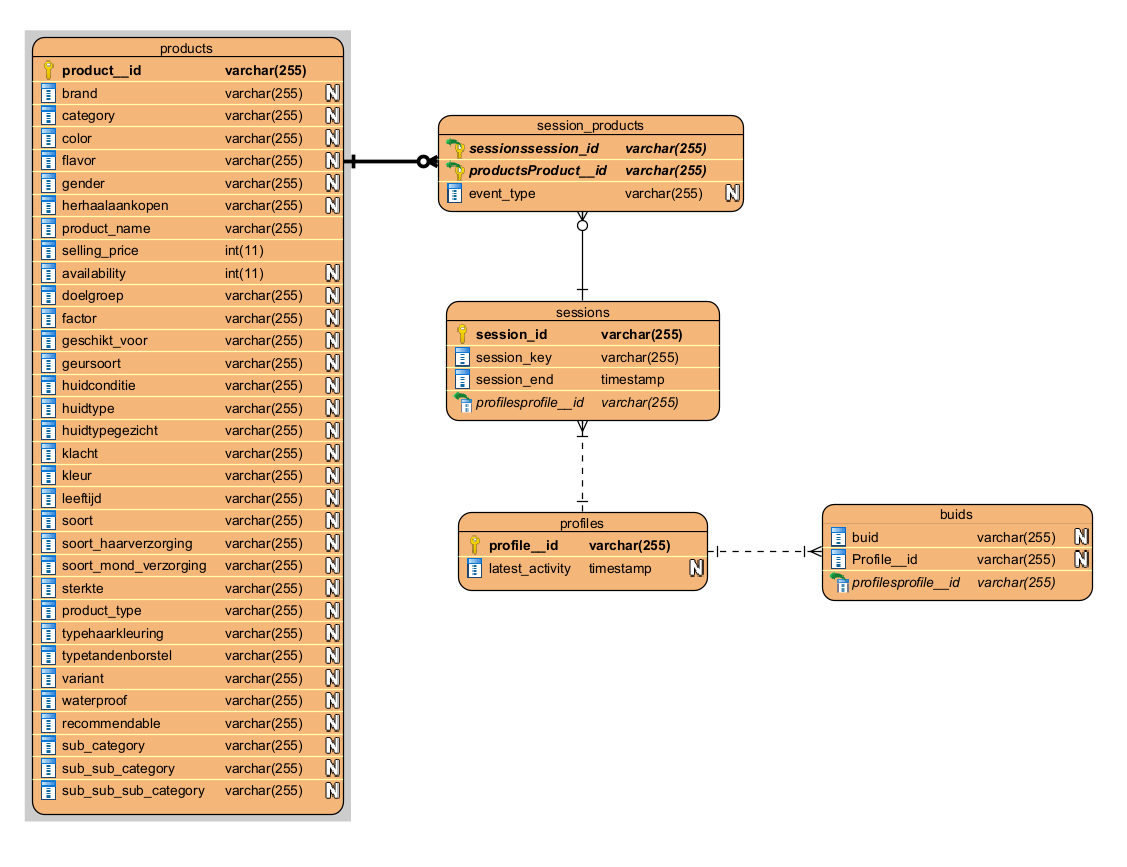 products
product__id varchar(255)
brand varchar(255) N
category varchar(255) N
color varchar(255) N
flavor varchar(255) N
gender varchar(255) N
herhaalaankopen varchar(255) N
product_name varchar(255)
selling_price int(11)
availability int(11) N
doelgroep varchar(255) N
factor varchar(255) N
geschikt_voor varchar(255) N
geursoort varchar(255) N
huidconditie varchar(255) N
huidtype varchar(255) N
huidtypegezicht varchar(255) N
klacht varchar(255) N
kleur varchar(255) N
leeftijd varchar(255) N
soort varchar(255) N
soort_haarverzorging varchar(255) N
soort_mond_verzorging varchar(255) N
sterkte varchar(255) N
product_type varchar(255) N
typehaarkleuring varchar(255) N
typetandenborstel varchar(255) N
variant varchar(255) N
waterproof varchar(255) N
recommendable varchar(255) N
sub_category varchar(255) N
sub_sub_category varchar(255) N
sub_sub_sub_category varchar(255) N
session_products
sessionssession_id varchar(255)
productsProduct__id varchar(255)
event_type varchar(255) N
sessions
session_id varchar(255)
session_key varchar(255)
session_end timestamp
profilesprofile__id varchar(255)
profiles
profile__id varchar(255)
latest_activity timestamp N
buids
buid varchar(255) N
Profile__id varchar(255) N
profilesprofile__id varchar(255)